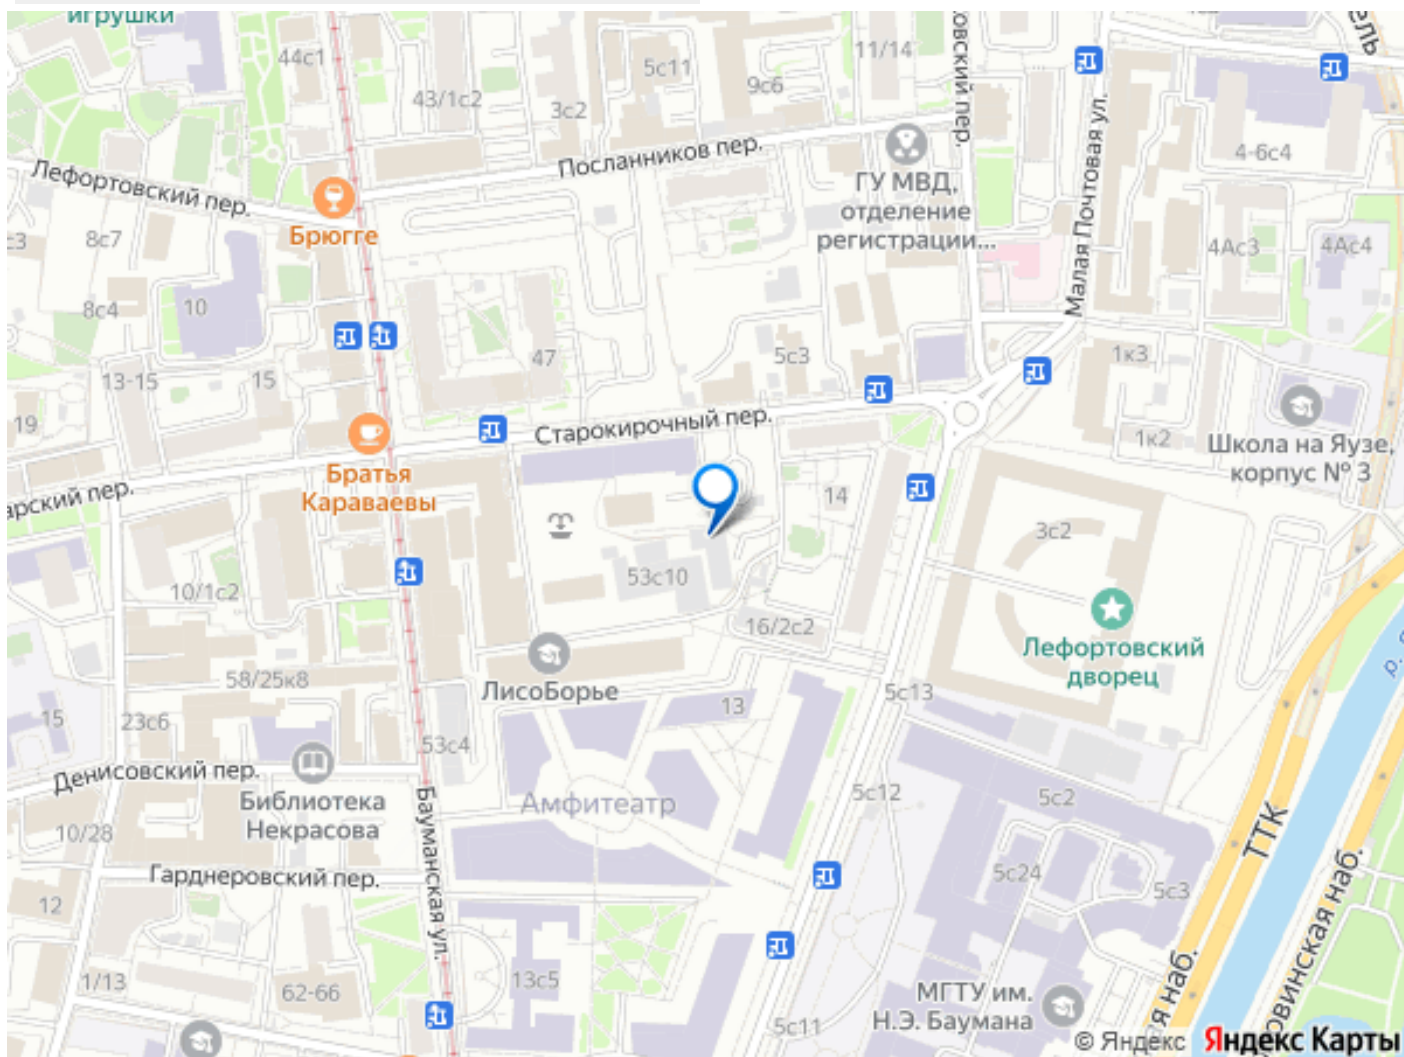 игрушки
44с1
43/1с2
5с11
3с2
9с6
11/14
Посланников пер.
Лефортовский пер.
Брюгге
8с7
8с4
10
ГУ МВД,
отделение
регистрации...
Малая Почтовая ул.
4-6с4
4Ас3
4Ас4
13-15
15
47
5с3
1к3
1к2
19
Старокирочный пер.
Братья
Караваевы
Школа на Яузе,
корпус № 3
14
3с2
10/1с2
53с10
16/2с2
Лефортовский
дворец
ЛисоБорье
58/25к8
15
23с6
13
5с13
53с4
Денисовский пер.
Библиотека
Некрасова
Амфитеатр
5с12
5с2
10/28
Бауманская ул.
ТТК
Гарднеровский пер.
5с24
5с3
12
1/13
62-66
13с5
5с11
МГТУ им.
Н.Э. Баумана
© Яндекс Яндекс Карты